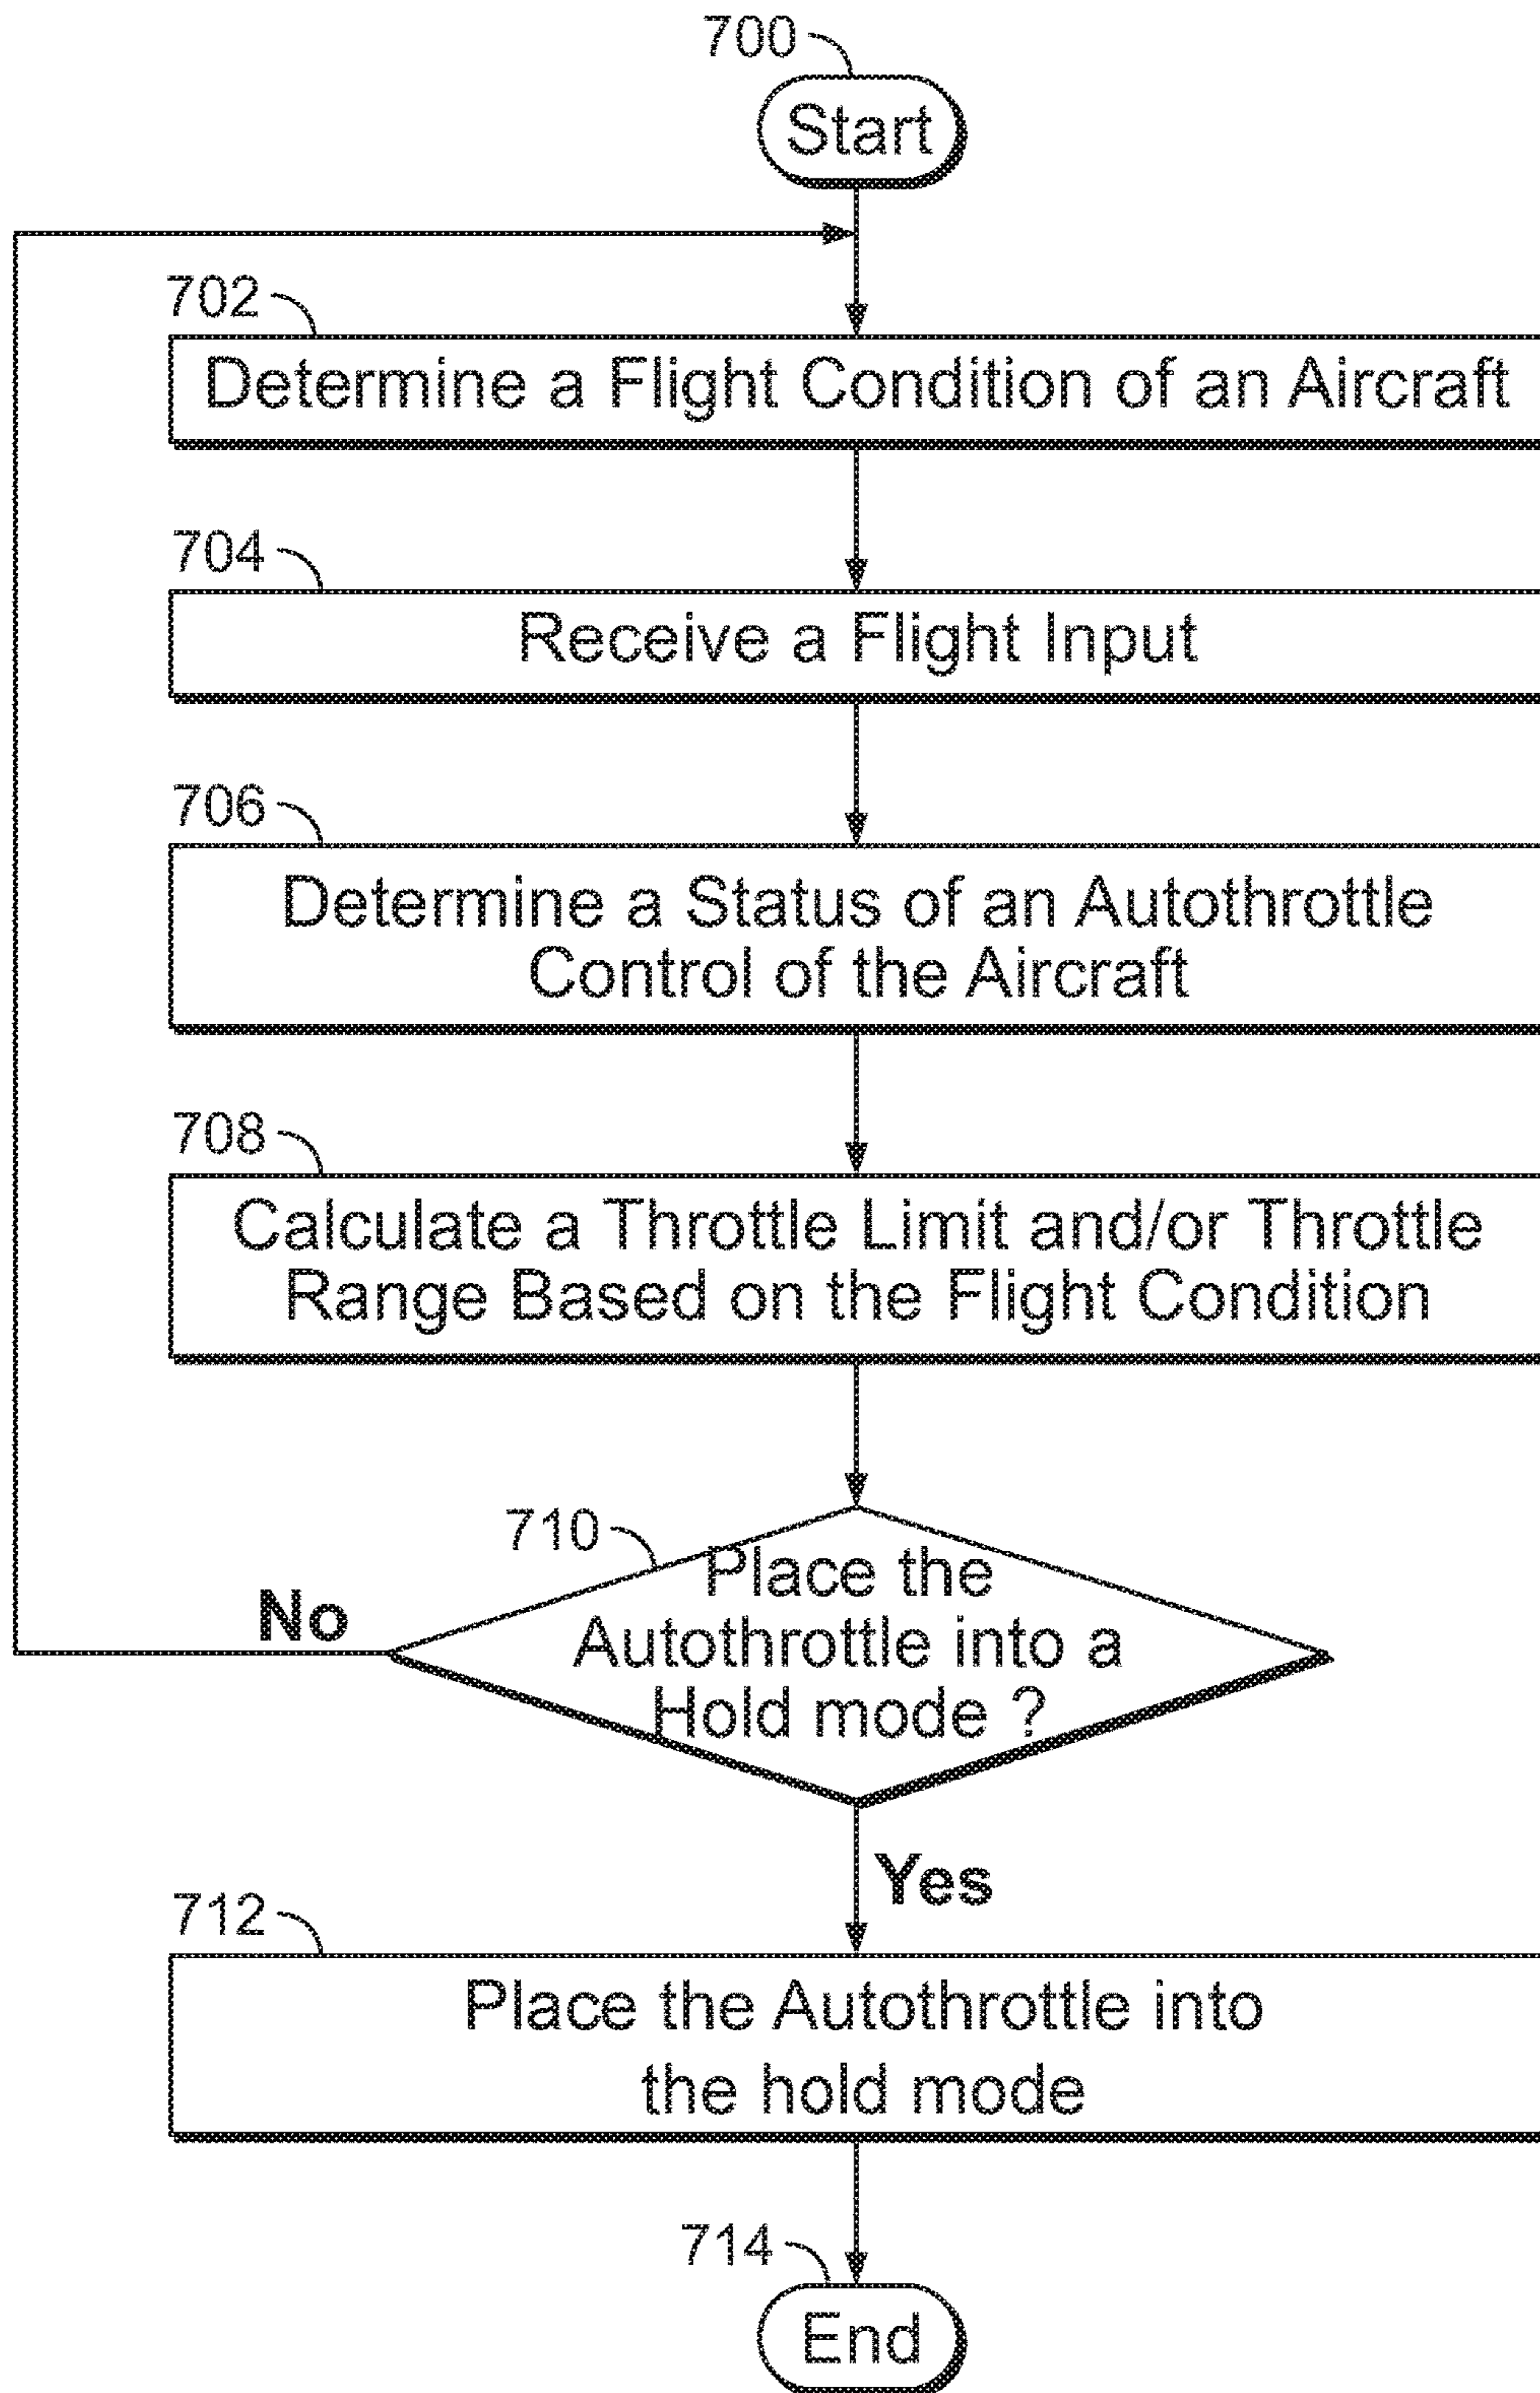 700
Start
702
Determine a Flight Condition of an Aircraft
704
Receive a Flight Input
706
Determine a Status of an Autothrottle
Control of the Aircraft
708
Calculate a Throttle Limit and/or Throttle
Range Based on the Flight Condition
710
Place the
Autothrottle into a
Hold mode ?
No
Yes
712
Place the Autothrottle into
the hold mode
714
End